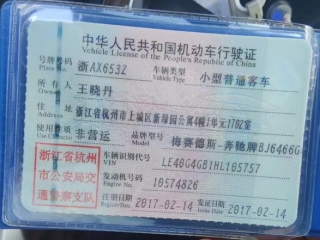 中华人民共和国机动车行驶证
Vehicle License of the People's Republic of China
号牌号码 浙AX653Z 车辆类型 小型普通客车
Plate No. Vehicle Type
所有人 王晓丹
Owner
住址 浙江省杭州市上城区新绿园公寓4幢1单元1702室
Address
使用性质 非营运 品牌型号 梅赛德斯-奔驰牌BJ6466G
Use Character Model
浙江省杭州市公安局交通警察支队
车辆识别代号 LE40G4GB1HL105757
VIN
发动机号码 10574826
Engine No.
注册日期 2017-02-14 发证日期 2017-02-14
Register Date Issue Date